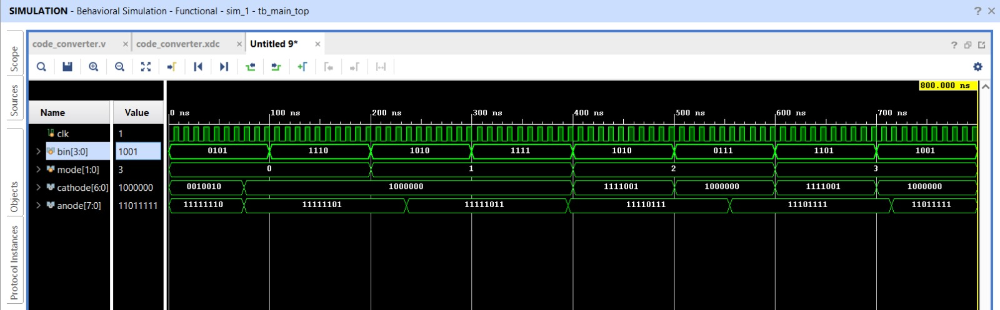 SIMULATION - Behavioral Simulation - Functional - sim_1 - tb_main_top
Scope
Sources
Objects
Protocol Instances
code_converter.v
code_converter.xdc
Untitled 9*
800.000 ns
Name Value
0 ns 100 ns 200 ns 300 ns 400 ns 500 ns 600 ns 700 ns
clk 1
bin[3:0] 1001 0101 1110 1010 1111 1010 0111 1101 1001
mode[1:0] 3 0 1 2 3
cathode[6:0] 1000000 0010010 1000000 1111001 1000000 1111001 1000000
anode[7:0] 11011111 11111110 11111101 11111011 11110111 11101111 11011111